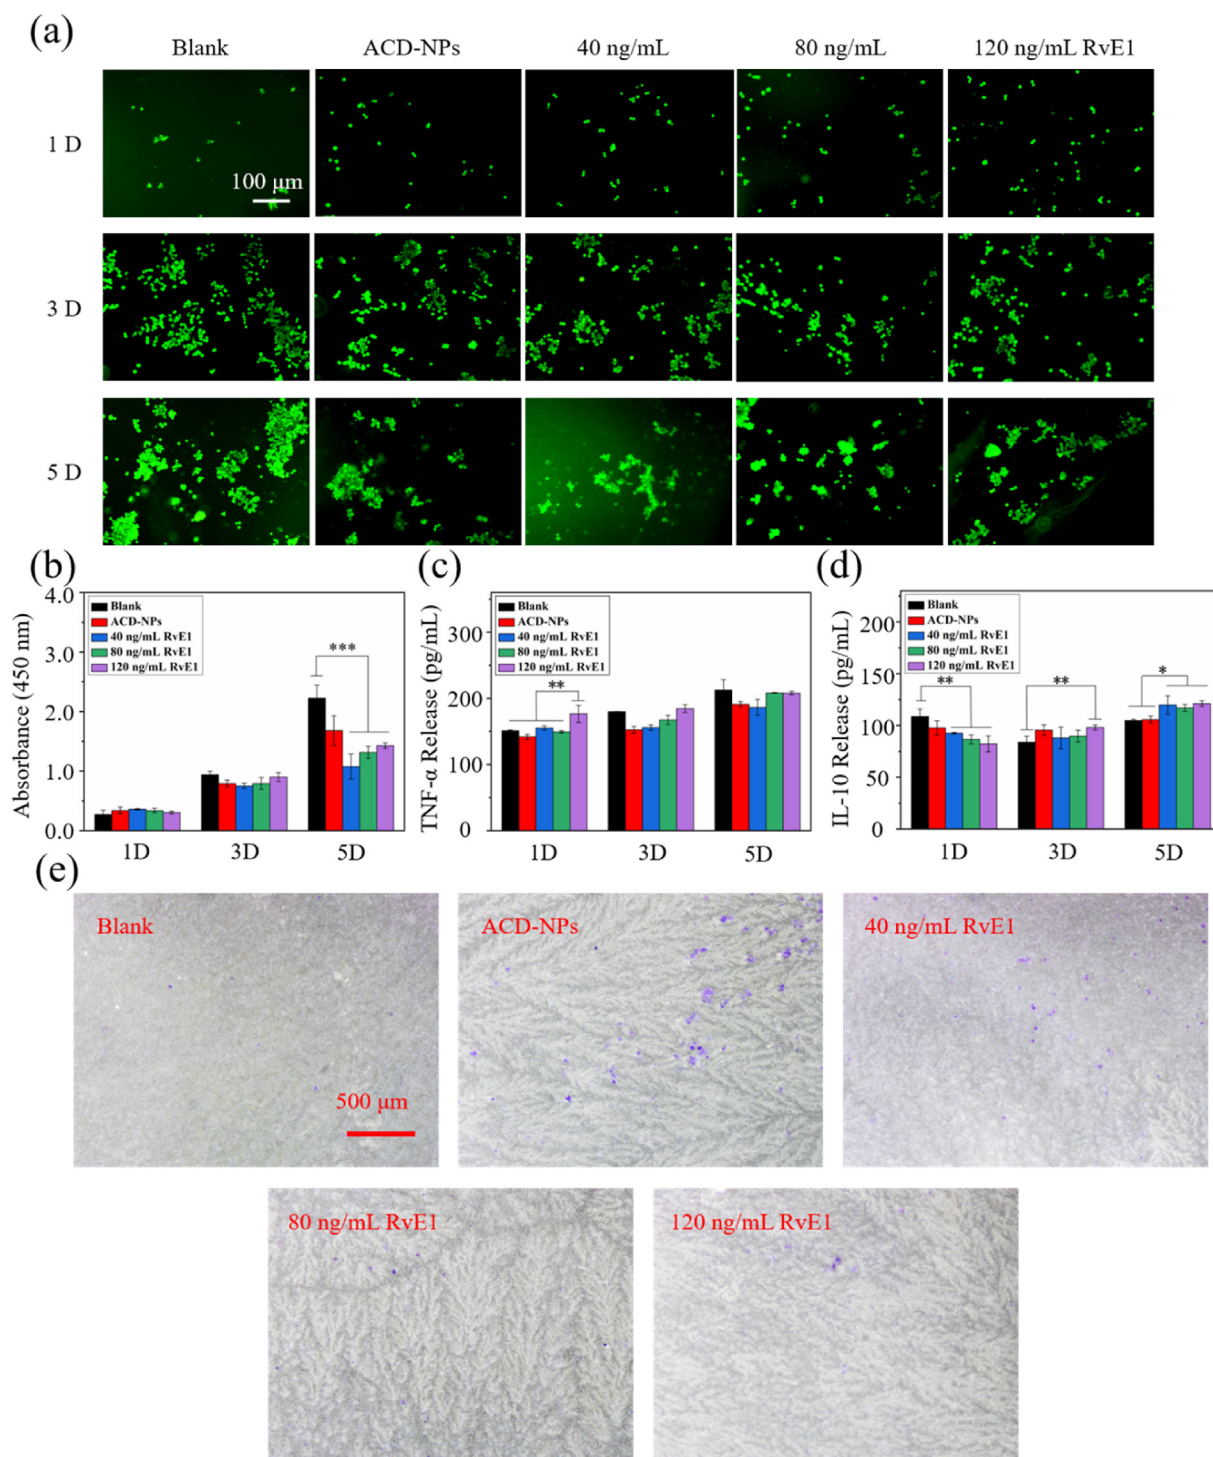 (a)
Blank ACD-NPs 40 ng/mL 80 ng/mL 120 ng/mL RvE1
1 D
100 μm
3 D
5 D
(b)
Absorbance (450 nm)
4.0
3.0
2.0
1.0
0.0
Blank
ACD-NPs
40 ng/mL RvE1
80 ng/mL RvE1
120 ng/mL RvE1
***
1D 3D 5D
(c)
TNF-α Release (pg/mL)
350
300
200
100
0
Blank
ACD-NPs
40 ng/mL RvE1
80 ng/mL RvE1
120 ng/mL RvE1
**
1D 3D 5D
(d)
IL-10 Release (pg/mL)
200
150
100
50
0
Blank
ACD-NPs
40 ng/mL RvE1
80 ng/mL RvE1
120 ng/mL RvE1
** ** *
1D 3D 5D
(e)
Blank ACD-NPs 40 ng/mL RvE1
500 μm
80 ng/mL RvE1 120 ng/mL RvE1